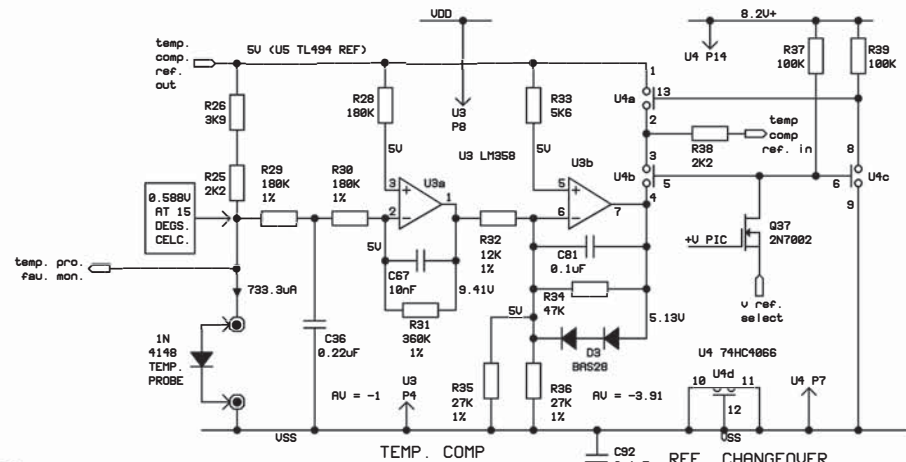 VDD
8.2V+
temp.
comp.
ref.
out
5V (U5 TL494 REF)
U4 P14
R37
100K
R39
100K
R26
3K9
R28
180K
U3
P8
R33
5K6
1
U4a
13
2
temp
comp
ref. in
R38
2K2
5V
U3 LM358
5V
U3b
3
U4b
5
4
8
6
U4c
9
R25
2K2
R29
180K
1%
R30
180K
1%
3
U3a
1
2
5
6
7
0.588V
AT 15
DEGS.
CELC.
Q37
2N7002
+V PIC
5V
C67
10nF
R32
12K
1%
C81
0.1uF
temp. pro.
fau. mon.
733.3uA
9.41V
R34
47K
v ref.
select
5V
5.13V
R31
360K
1%
1N
4148
TEMP.
PROBE
C36
0.22uF
D3
BAS28
U4 74HC4066
U4d
10
11
12
U4 P7
AV = -1
U3
P4
R35
27K
1%
R36
27K
1%
AV = -3.91
VSS
VSS
TEMP. COMP
C92
REF. CHANGEOVER